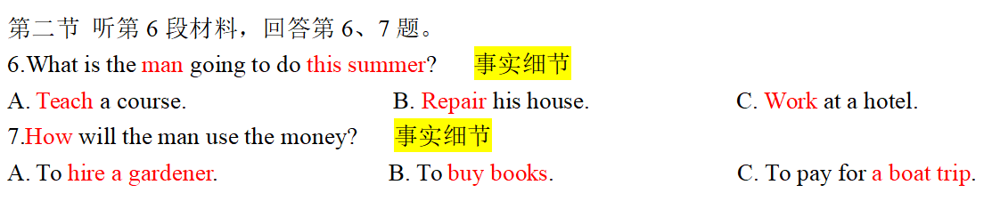 第二节 听第 6 段材料，回答第 6、7 题。
6.What is the man going to do this summer? 事实细节
A. Teach a course. B. Repair his house. C. Work at a hotel.
7.How will the man use the money? 事实细节
A. To hire a gardener. B. To buy books. C. To pay for a boat trip.